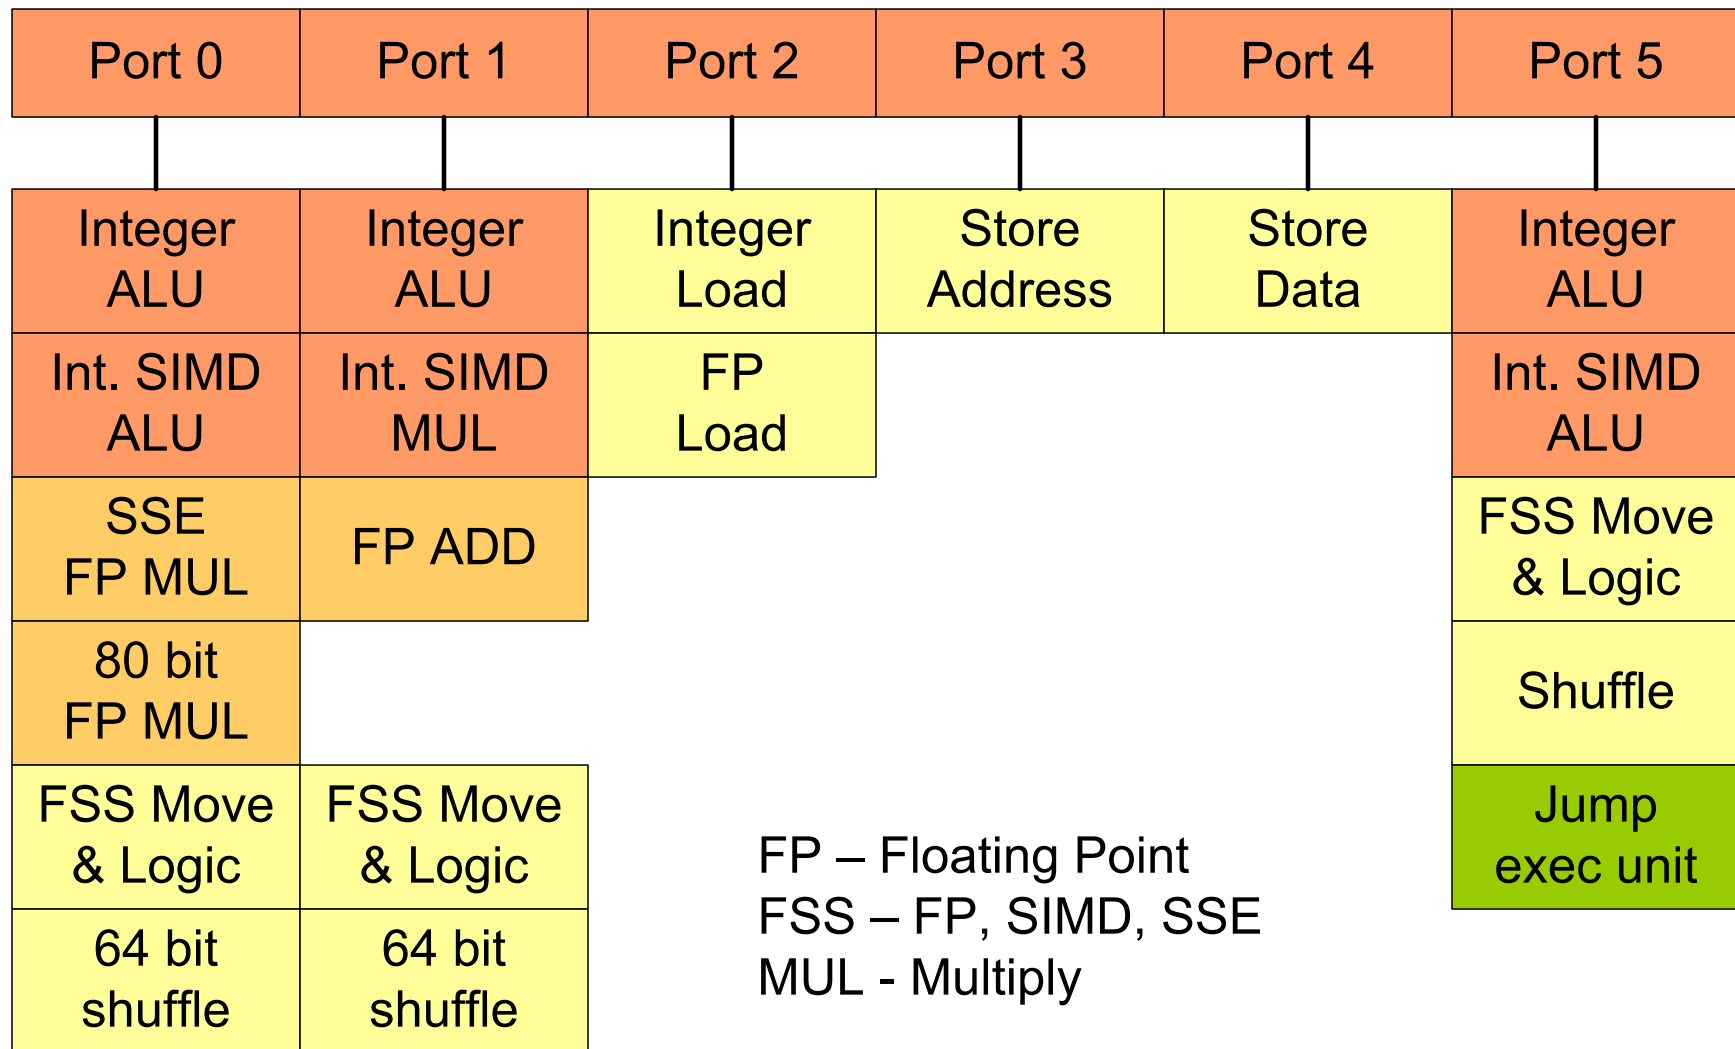 Port 0
Port 1
Port 2
Port 3
Port 4
Port 5
Integer
ALU
Integer
ALU
Integer
Load
Store
Address
Store
Data
Integer
ALU
Int. SIMD
ALU
Int. SIMD
MUL
FP
Load
Int. SIMD
ALU
SSE
FP MUL
FP ADD
FSS Move
& Logic
80 bit
FP MUL
Shuffle
FSS Move
& Logic
FSS Move
& Logic
Jump
exec unit
64 bit
shuffle
64 bit
shuffle
FP – Floating Point
FSS – FP, SIMD, SSE
MUL - Multiply